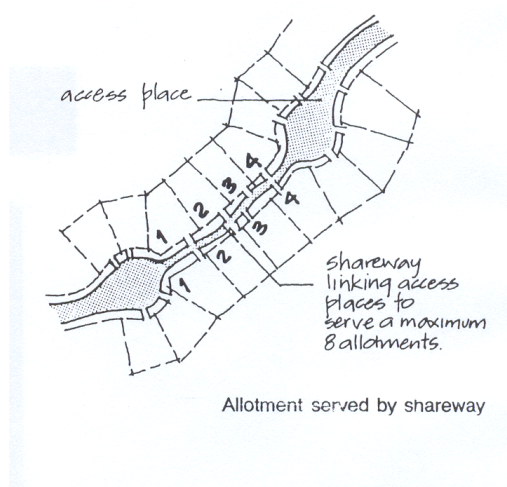 access place
4
3
2
1
4
3
2
1
shareway
linking access
places to
serve a maximum
8 allotments.
Allotment served by shareway